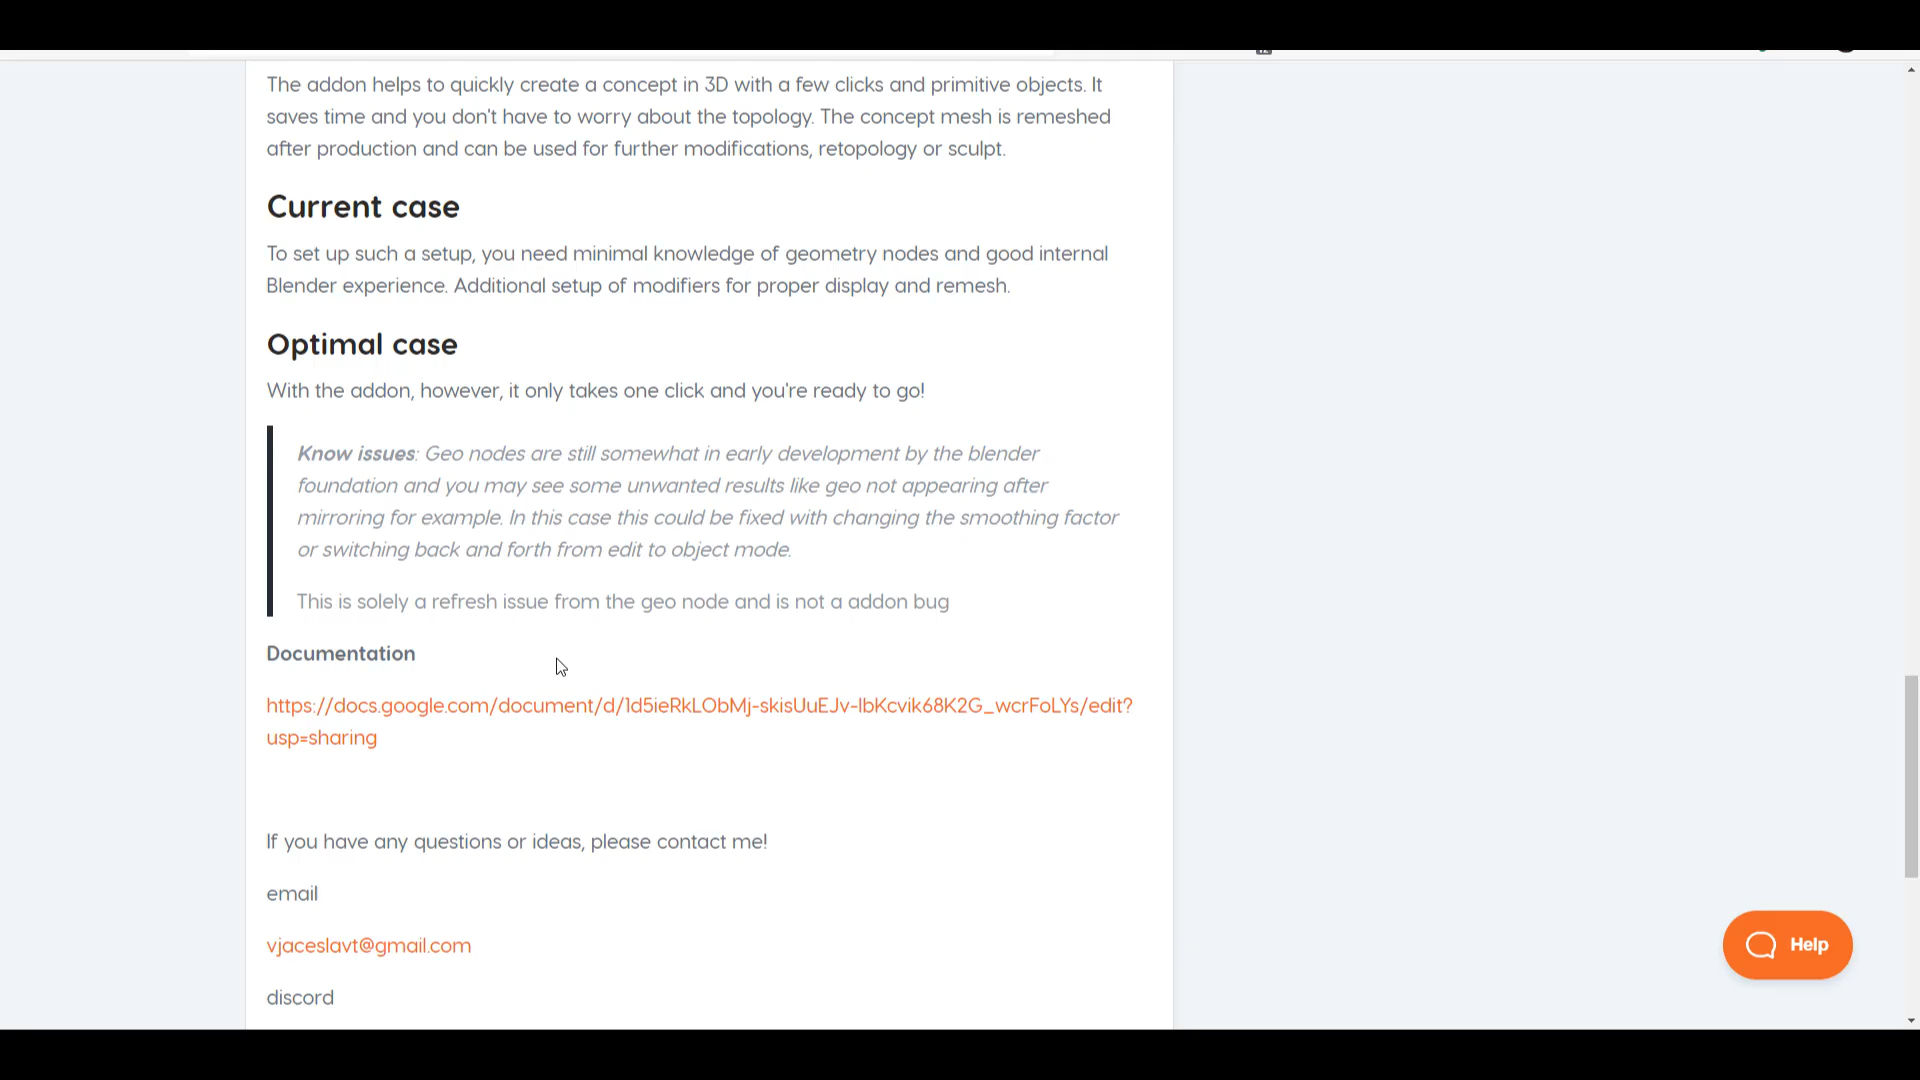 The addon helps to quickly create a concept in 3D with a few clicks and primitive objects. It
saves time and you don't have to worry about the topology. The concept mesh is remeshed
after production and can be used for further modifications, retopology or sculpt.
Current case
To set up such a setup, you need minimal knowledge of geometry nodes and good internal
Blender experience. Additional setup of modifiers for proper display and remesh.
Optimal case
With the addon, however, it only takes one click and you're ready to go!
Know issues: Geo nodes are still somewhat in early development by the blender
foundation and you may see some unwanted results like geo not appearing after
mirroring for example. In this case this could be fixed with changing the smoothing factor
or switching back and forth from edit to object mode.
This is solely a refresh issue from the geo node and is not a addon bug
Documentation
https://docs.google.com/document/d/1d5ieRkLObMj-skisUuEJv-lbKcvik68K2G_wcrFoLYs/edit?
usp=sharing
If you have any questions or ideas, please contact me!
email
vjaceslavt@gmail.com
discord
Help